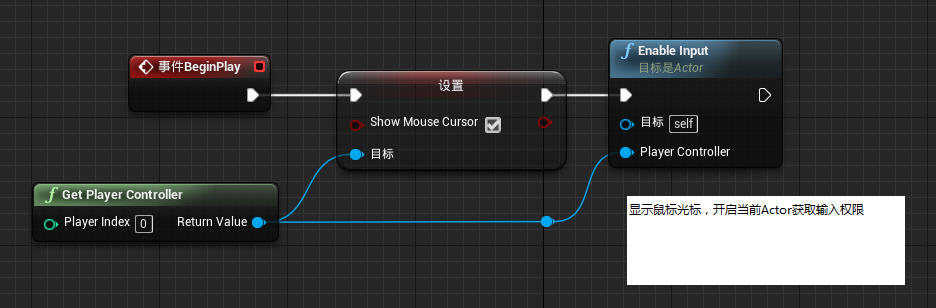 事件BeginPlay
设置
Show Mouse Cursor
目标
Enable Input
目标是Actor
目标 self
Player Controller
Get Player Controller
Player Index 0 Return Value
显示鼠标光标，开启当前Actor获取输入权限